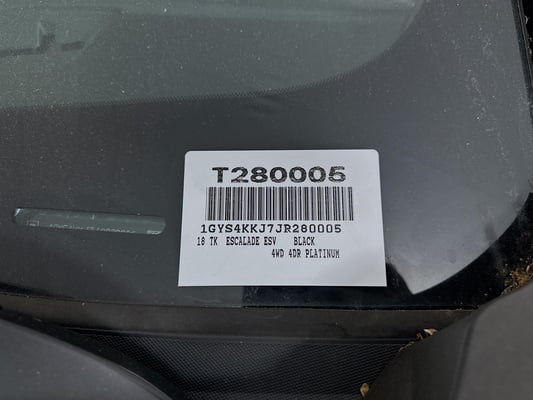 T280005
1GYS4KKJ7JR280005
18 TK ESCALADE ESV BLACK
4WD 4DR PLATINUM